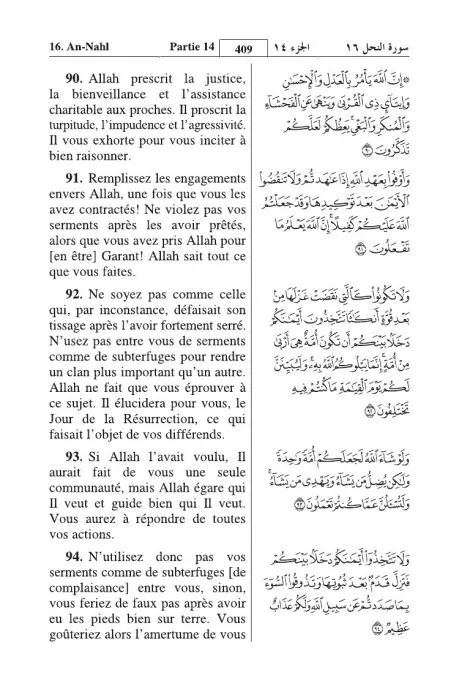 16. An-Nahl Partie 14 409 الجزء ١٤ سورة النحل ١٦
90. Allah prescrit la justice,
la bienveillance et l’assistance
charitable aux proches. Il proscrit la
turpitude, l’impudence et l’agressivité.
Il vous exhorte pour vous inciter à
bien raisonner.
۞ إِنَّ ٱللَّهَ يَأْمُرُ بِٱلْعَدْلِ وَٱلْإِحْسَٰنِ
وَإِيتَآيِٕ ذِى ٱلْقُرْبَىٰ وَيَنْهَىٰ عَنِ ٱلْفَحْشَآءِ
وَٱلْمُنكَرِ وَٱلْبَغْىِ يَعِظُكُمْ لَعَلَّكُمْ
تَذَكَّرُونَ ٩٠
91. Remplissez les engagements
envers Allah, une fois que vous les
avez contractés! Ne violez pas vos
serments après les avoir prêtés,
alors que vous avez pris Allah pour
[en être] Garant! Allah sait tout ce
que vous faites.
وَأَوْفُوا۟ بِعَهْدِ ٱللَّهِ إِذَا عَٰهَدتُّمْ وَلَا تَنقُضُوا۟
ٱلْأَيْمَٰنَ بَعْدَ تَوْكِيدِهَا وَقَدْ جَعَلْتُمُ
ٱللَّهَ عَلَيْكُمْ كَفِيلًا ۚ إِنَّ ٱللَّهَ يَعْلَمُ مَا
تَفْعَلُونَ ٩١
92. Ne soyez pas comme celle
qui, par inconstance, défaisait son
tissage après l’avoir fortement serré.
N’usez pas entre vous de serments
comme de subterfuges pour rendre
un clan plus important qu’un autre.
Allah ne fait que vous éprouver à
ce sujet. Il élucidera pour vous, le
Jour de la Résurrection, ce qui
faisait l’objet de vos différends.
وَلَا تَكُونُوا۟ كَٱلَّتِى نَقَضَتْ غَزْلَهَا مِنۢ
بَعْدِ قُوَّةٍ أَنكَٰثًا تَتَّخِذُونَ أَيْمَٰنَكُمْ
دَخَلًۢا بَيْنَكُمْ أَن تَكُونَ أُمَّةٌ هِىَ أَرْبَىٰ
مِنْ أُمَّةٍ ۚ إِنَّمَا يَبْلُوكُمُ ٱللَّهُ بِهِۦ ۚ وَلَيُبَيِّنَنَّ
لَكُمْ يَوْمَ ٱلْقِيَٰمَةِ مَا كُنتُمْ فِيهِ
تَخْتَلِفُونَ ٩٢
93. Si Allah l’avait voulu, Il
aurait fait de vous une seule
communauté, mais Allah égare qui
Il veut et guide bien qui Il veut.
Vous aurez à répondre de toutes
vos actions.
وَلَوْ شَآءَ ٱللَّهُ لَجَعَلَكُمْ أُمَّةً وَٰحِدَةً
وَلَٰكِن يُضِلُّ مَن يَشَآءُ وَيَهْدِى مَن يَشَآءُ ۚ
وَلَتُسْـَٔلُنَّ عَمَّا كُنتُمْ تَعْمَلُونَ ٩٣
94. N’utilisez donc pas vos
serments comme de subterfuges [de
complaisance] entre vous, sinon,
vous feriez de faux pas après avoir
eu les pieds bien sur terre. Vous
goûteriez alors l’amertume de vous
وَلَا تَتَّخِذُوٓا۟ أَيْمَٰنَكُمْ دَخَلًۢا بَيْنَكُمْ
فَتَزِلَّ قَدَمٌۢ بَعْدَ ثُبُوتِهَا وَتَذُوقُوا۟ ٱلسُّوٓءَ
بِمَا صَدَدتُّمْ عَن سَبِيلِ ٱللَّهِ وَلَكُمْ عَذَابٌ
عَظِيمٌ ٩٤